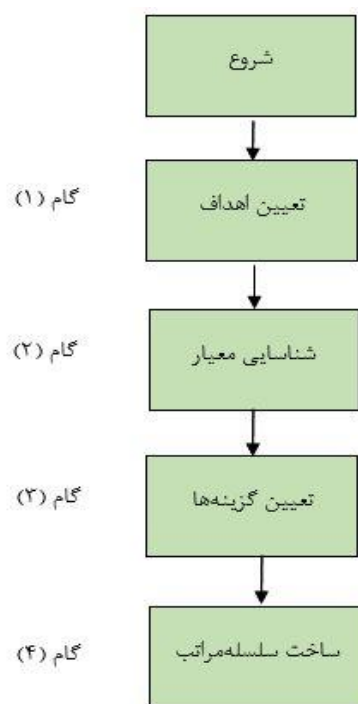 شروع
گام (۱)
تعیین اهداف
گام (۲)
شناسایی معیار
گام (۳)
تعیین گزینه‌ها
گام (۴)
ساخت سلسله‌مراتب